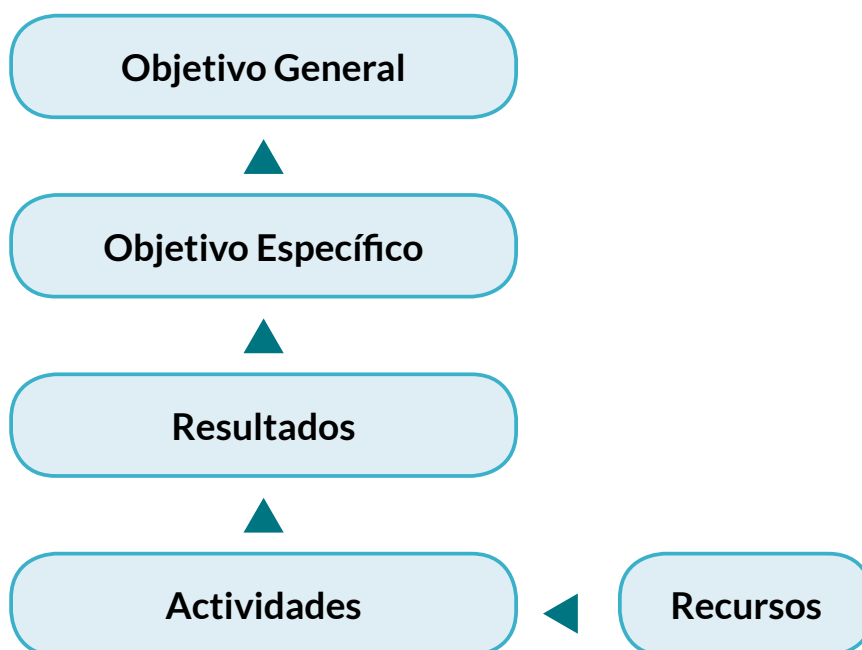 Objetivo General
Objetivo Específico
Resultados
Actividades
Recursos